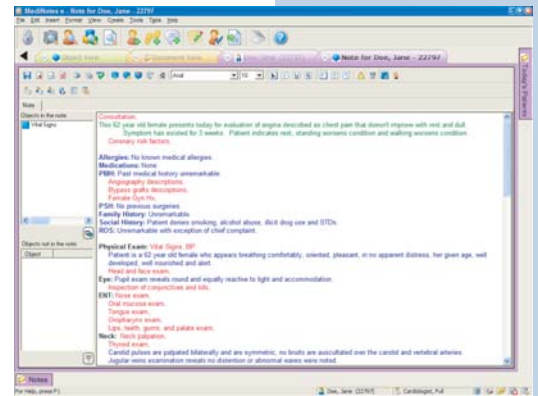 MediNotes e - Note for Doe, Jane - 22797
File Edit Insert Format View Create Tools Type Help
Note for Doe, Jane - 22797
Today's Patients
Arial 10
Note
Objects in the note
Vital Signs
Objects not in the note
Object
Consultation,
This 62 year old female presents today for evaluation of angina described as chest pain that doesn't improve with rest and dull.
Symptom has existed for 3 weeks. Patient indicates rest, standing worsens condition and walking worsens condition.
Coronary risk factors,
Allergies: No known medical allergies.
Medications: None
PMH: Past medical history unremarkable.
Angiography descriptions,
Bypass grafts descriptions,
Female Gyn Hx,
PSH: No previous surgeries.
Family History: Unremarkable.
Social History: Patient denies smoking, alcohol abuse, illicit drug use and STDs.
ROS: Unremarkable with exception of chief complaint.
Physical Exam: Vital Signs, BP
Patient is a 62 year old female who appears breathing comfortably, oriented, pleasant, in no apparent distress, her given age, well
developed, well nourished and alert.
Head and face exam,
Eye: Pupil exam reveals round and equally reactive to light and accommodation.
Inspection of conjunctivae and lids,
ENT: Nose exam,
Oral mucosa exam,
Tongue exam,
Oropharynx exam,
Lips, teeth, gums, and palate exam,
Neck: Neck palpation,
Thyroid exam,
Carotid pulses are palpated bilaterally and are symmetric, no bruits are auscultated over the carotid and vertebral arteries.
Jugular veins examination reveals no distention or abnormal waves were noted.
Notes
For Help, press F1
Doe, Jane (22797)
Cardiologist, Full